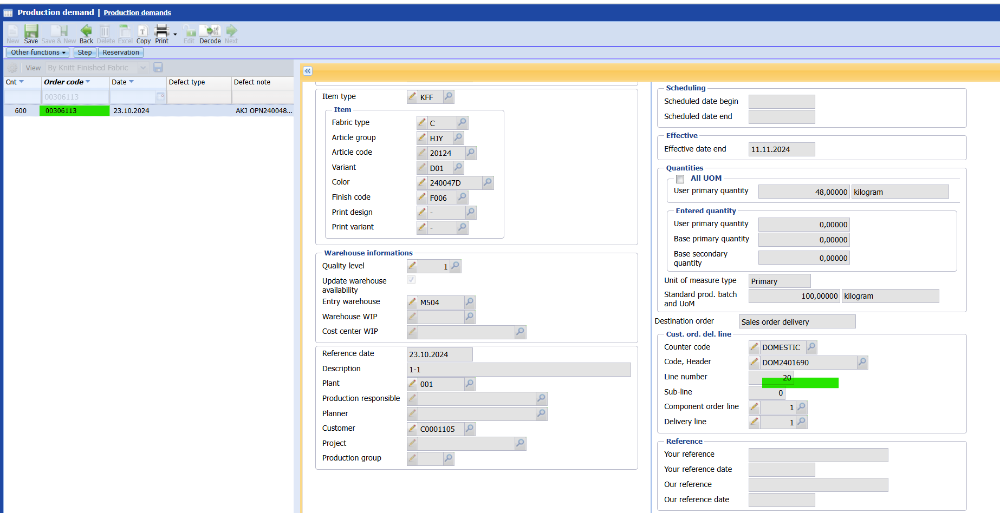 Production demand | Production demands
New Save Save & New Back Delete Excel Copy Print Edit Decode Next
Other functions Step Reservation
View By Knitt Finished Fabric
Cnt Order code Date Defect type Defect note
00306113
600 00306113 23.10.2024 AKJ OPN240048...
Item type KFF
Item
Fabric type C
Article group HJY
Article code 20124
Variant D01
Color 240047D
Finish code F006
Print design -
Print variant -
Warehouse informations
Quality level 1
Update warehouse
availability
Entry warehouse M504
Warehouse WIP
Cost center WIP
Reference date 23.10.2024
Description 1-1
Plant 001
Production responsible
Planner
Customer C0001105
Project
Production group
Scheduling
Scheduled date begin
Scheduled date end
Effective
Effective date end 11.11.2024
Quantities
All UOM
User primary quantity 48,00000 kilogram
Entered quantity
User primary quantity 0,00000
Base primary quantity 0,00000
Base secondary
quantity 0,00000
Unit of measure type Primary
Standard prod. batch
and UoM 100,00000 kilogram
Destination order Sales order delivery
Cust. ord. del. line
Counter code DOMESTIC
Code, Header DOM2401690
Line number 20
Sub-line 0
Component order line 1
Delivery line 1
Reference
Your reference
Your reference date
Our reference
Our reference date